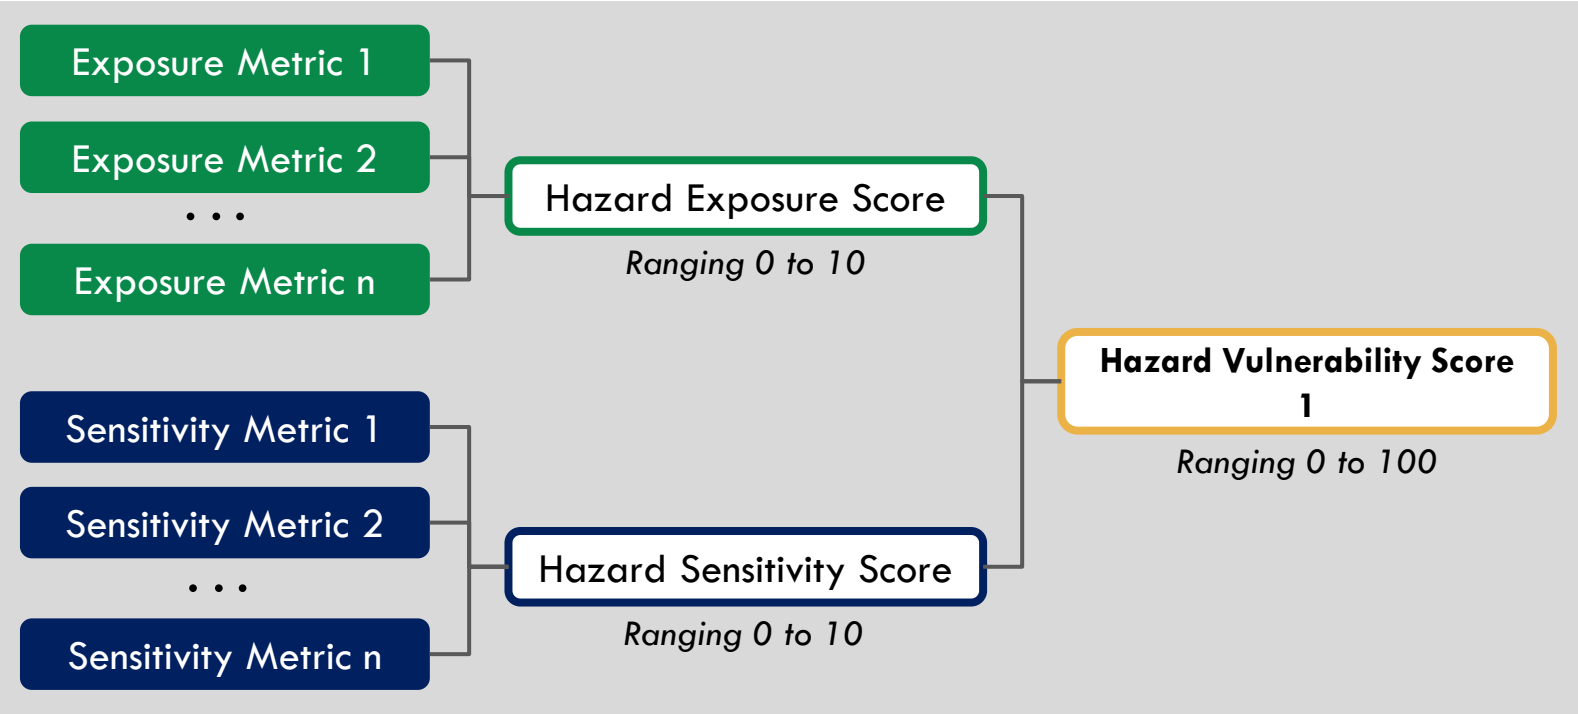 Exposure Metric 1
Exposure Metric 2
...
Exposure Metric n
Hazard Exposure Score
Ranging 0 to 10
Sensitivity Metric 1
Sensitivity Metric 2
...
Sensitivity Metric n
Hazard Sensitivity Score
Ranging 0 to 10
Hazard Vulnerability Score
1
Ranging 0 to 100